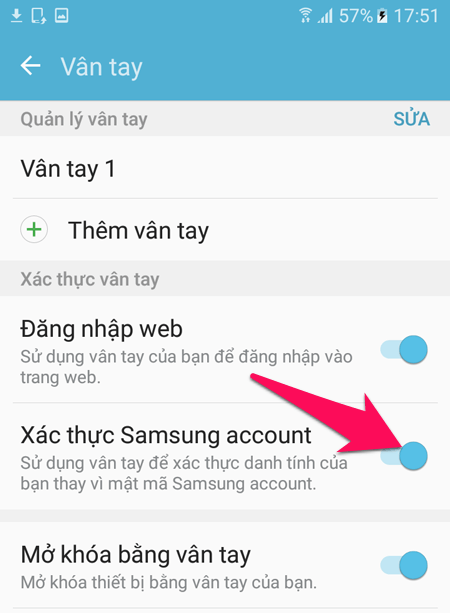 57% 17:51
Vân tay
Quản lý vân tay SỬA
Vân tay 1
Thêm vân tay
Xác thực vân tay
Đăng nhập web
Sử dụng vân tay của bạn để đăng nhập vào
trang web.
Xác thực Samsung account
Sử dụng vân tay để xác thực danh tính của
bạn thay vì mật mã Samsung account.
Mở khóa bằng vân tay
Mở khóa thiết bị bằng vân tay của bạn.